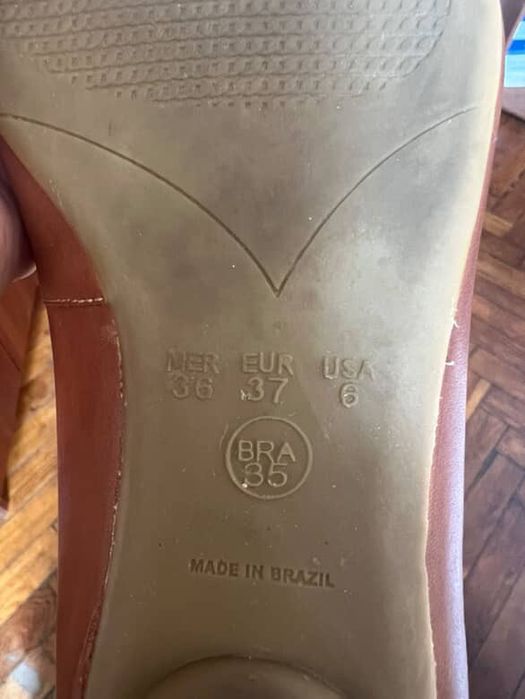 MER EUR USA
36 37 6
BRA
35
MADE IN BRAZIL